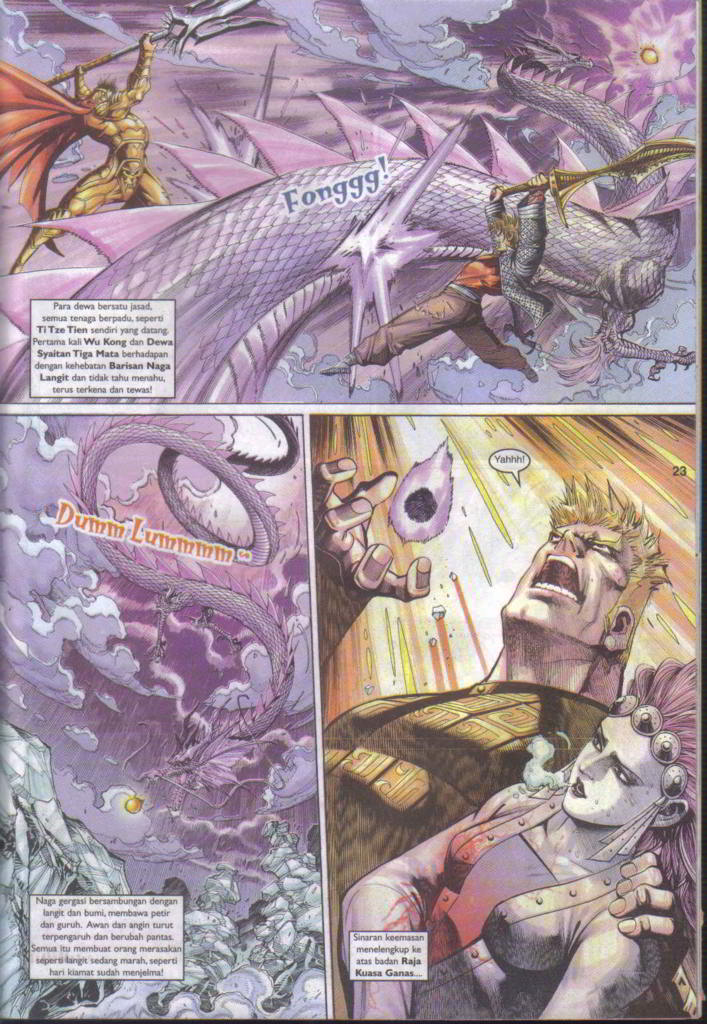 Fonggg!
Para dewa bersatu jasad,
semua tenaga berpadu, seperti
Ti Tze Tien sendiri yang datang.
Pertama kali Wu Kong dan Dewa
Syaitan Tiga Mata berhadapan
dengan kehebatan Barisan Naga
Langit dan tidak tahu menahu,
terus terkena dan tewas!
Dumm Lummmm~
Naga gergasi bersambungan dengan
langit dan bumi, membawa petir
dan guruh. Awan dan angin turut
terpengaruh dan berubah pantas.
Semua itu membuat orang merasakan
seperti langit sedang marah, seperti
hari kiamat sudah menjelma!
Yahhh!
23
Sinaran keemasan
menelengkup ke
atas badan Raja
Kuasa Ganas...